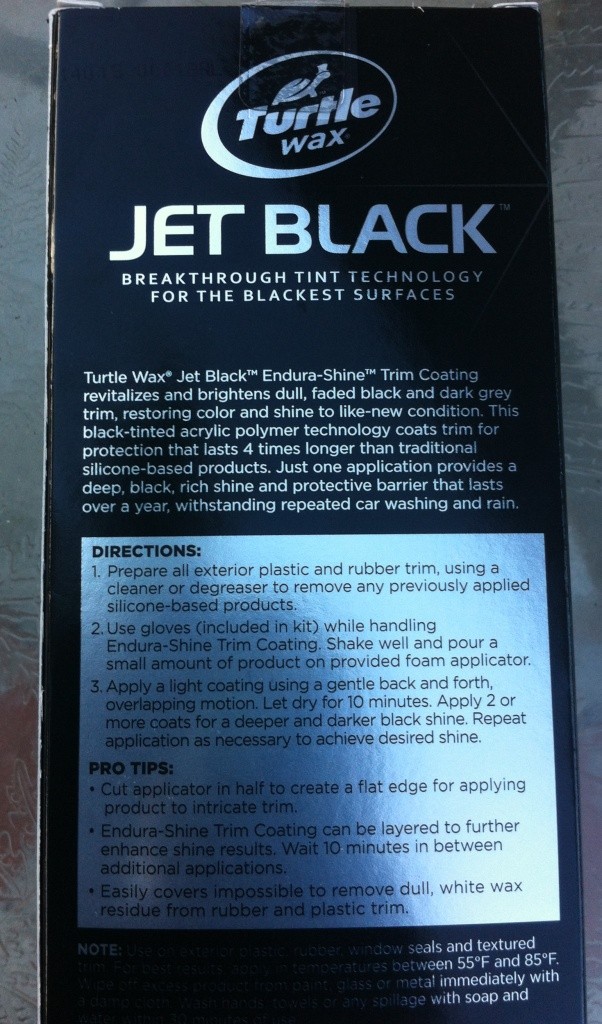 Turtle
wax®
JET BLACK™
BREAKTHROUGH TINT TECHNOLOGY
FOR THE BLACKEST SURFACES
Turtle Wax® Jet Black™ Endura-Shine™ Trim Coating
revitalizes and brightens dull, faded black and dark grey
trim, restoring color and shine to like-new condition. This
black-tinted acrylic polymer technology coats trim for
protection that lasts 4 times longer than traditional
silicone-based products. Just one application provides a
deep, black, rich shine and protective barrier that lasts
over a year, withstanding repeated car washing and rain.
DIRECTIONS:
1. Prepare all exterior plastic and rubber trim, using a
cleaner or degreaser to remove any previously applied
silicone-based products.
2. Use gloves (included in kit) while handling
Endura-Shine Trim Coating. Shake well and pour a
small amount of product on provided foam applicator.
3. Apply a light coating using a gentle back and forth,
overlapping motion. Let dry for 10 minutes. Apply 2 or
more coats for a deeper and darker black shine. Repeat
application as necessary to achieve desired shine.
PRO TIPS:
• Cut applicator in half to create a flat edge for applying
product to intricate trim.
• Endura-Shine Trim Coating can be layered to further
enhance shine results. Wait 10 minutes in between
additional applications.
• Easily covers impossible to remove dull, white wax
residue from rubber and plastic trim.
NOTE: Use on exterior plastic, rubber, window seals and textured
trim. temperatures between 55°F and 85°F.
Wipe off excess product from paint, glass or metal immediately with
a damp cloth. Wash hands, towels or any spillage with soap and
water within 30 minutes of use.